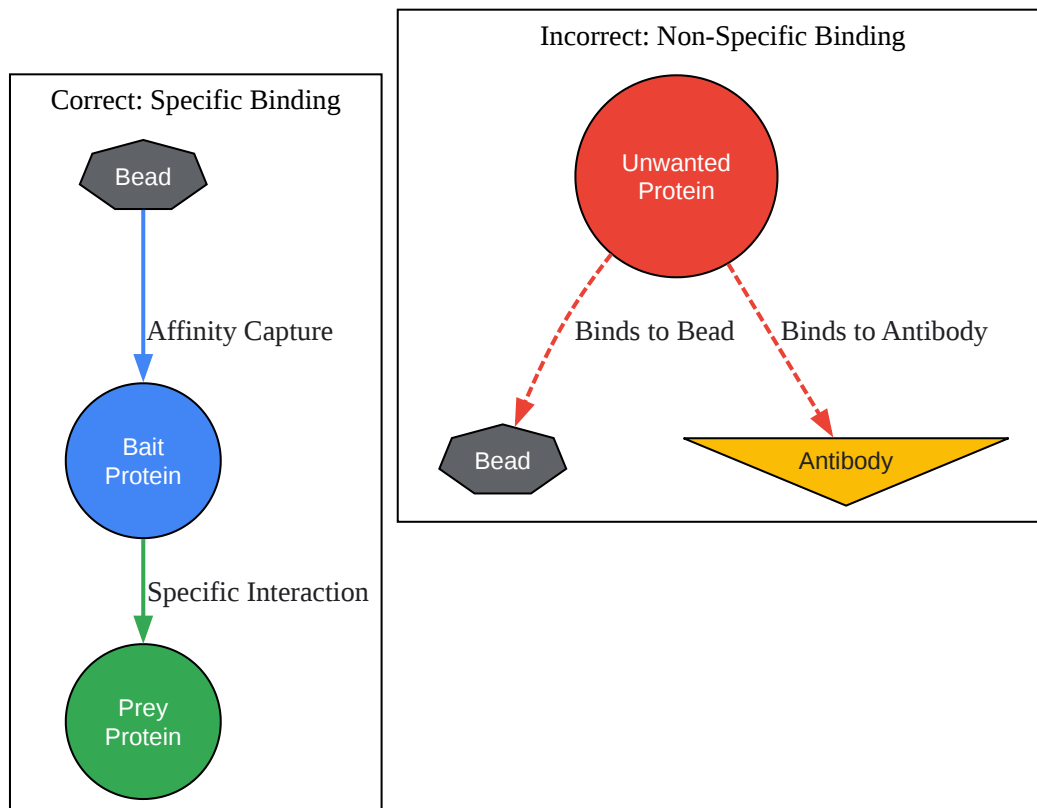 Correct: Specific Binding
Bead
Affinity Capture
Bait
Protein
Specific Interaction
Prey
Protein
Incorrect: Non-Specific Binding
Unwanted
Protein
Binds to Bead
Binds to Antibody
Bead
Antibody